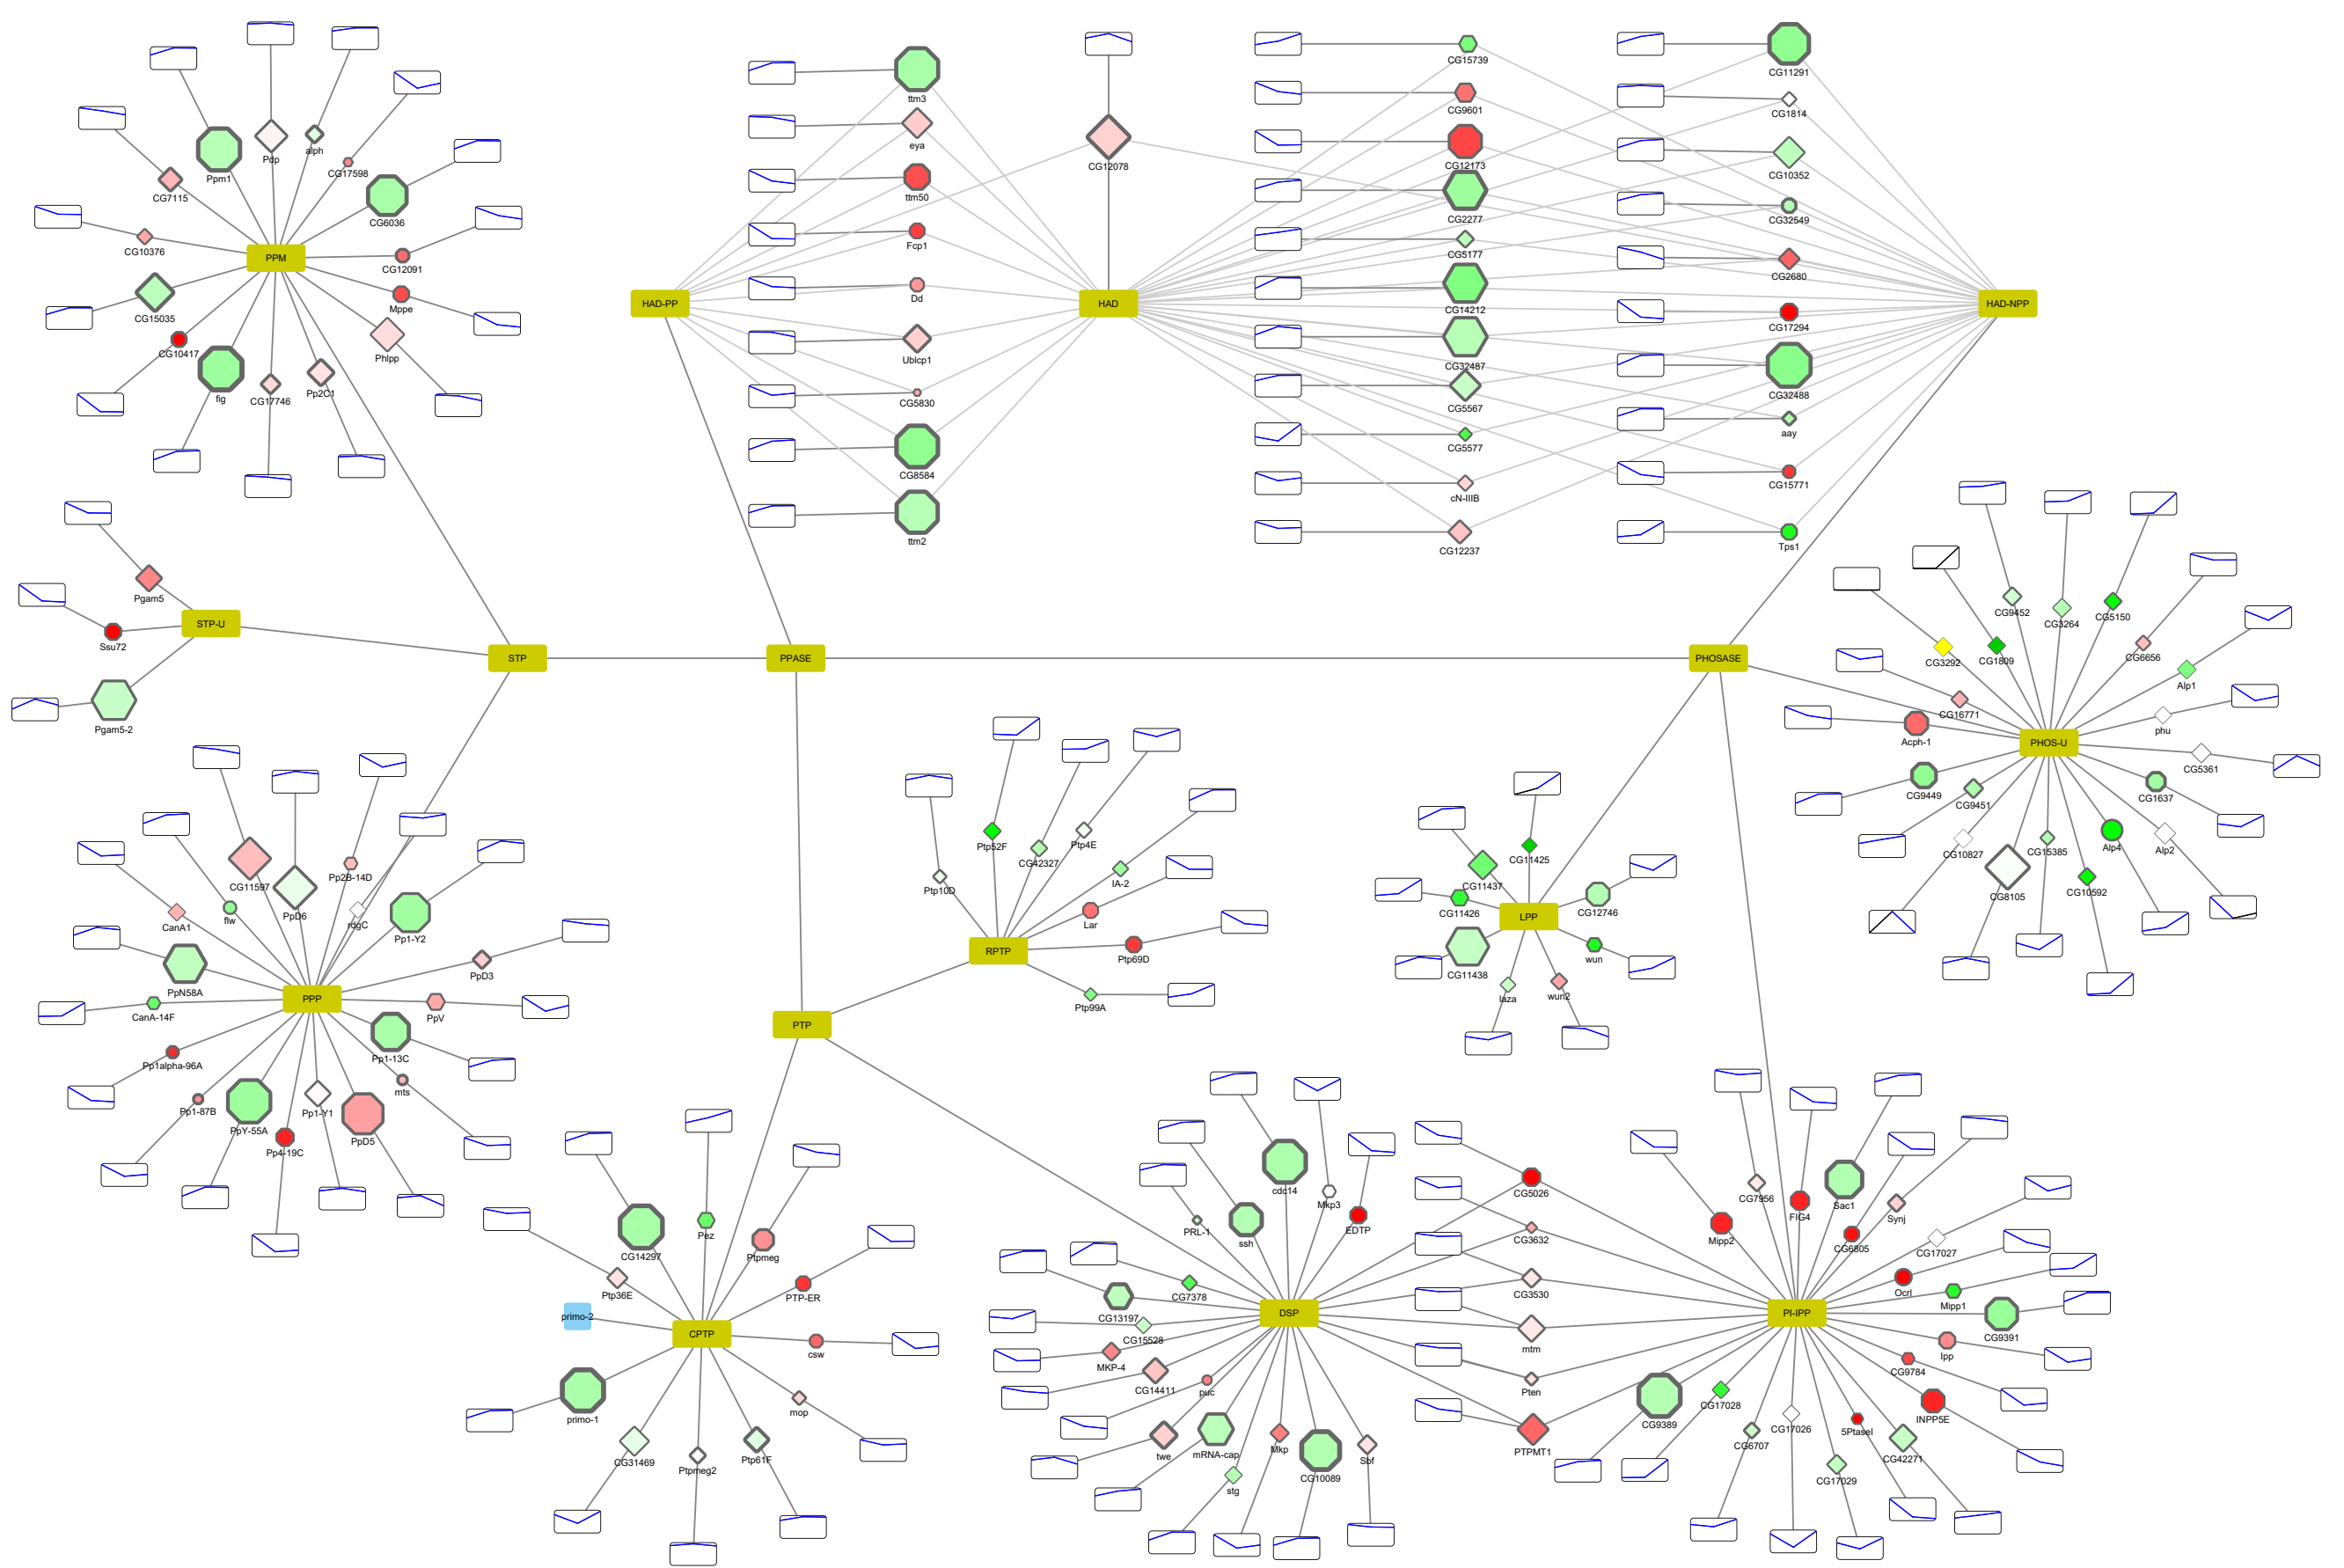 Ppm1
Pdp
alph
CG17598
CG7115
CG6036
CG10376
PPM
CG12091
CG15035
Mppe
CG10417
Phlpp
fig
CG17746
Pp2C1
ttm3
eya
ttm50
Fcp1
HAD-PP
Dd
Ublcp1
CG5830
CG8584
ttm2
CG12078
HAD
CG15739
CG9601
CG12173
CG2277
CG5177
CG14212
CG32487
CG5567
CG5577
cN-IIIB
CG12237
CG11291
CG1814
CG10352
CG32549
CG2680
CG17294
CG32488
aay
CG15771
Tps1
HAD-NPP
Pgam5
STP-U
Ssu72
Pgam5-2
STP
PPASE
PHOSASE
CG9452
CG3264
CG5150
CG3292
CG1809
CG6656
Alp1
CG16771
phu
Acph-1
PHOS-U
CG5361
CG9449
CG9451
CG1637
CG10827
CG8105
CG15385
Alp4
Alp2
CG10592
CG11597
PpD6
Pp2B-14D
CanA1
flw
rdgC
Pp1-Y2
PpN58A
PpD3
CanA-14F
PPP
PpV
Pp1alpha-96A
Pp1-13C
mts
Pp1-87B
PpY-55A
Pp4-19C
Pp1-Y1
PpD5
Ptp10D
Ptp52F
CG42327
Ptp4E
IA-2
Lar
RPTP
Ptp69D
Ptp99A
PTP
CG11437
CG11425
CG11426
LPP
CG12746
CG11438
wun
laza
wun2
CG14297
Pez
Ptpmeg
Ptp36E
PTP-ER
primo-2
CPTP
csw
primo-1
mop
CG31469
Ptpmeg2
Ptp61F
cdc14
PRL-1
ssh
Mkp3
EDTP
CG7378
CG13197
CG15528
DSP
MKP-4
CG14411
puc
twe
mRNA-cap
stg
Mkp
CG10089
Sbf
CG5026
CG3632
CG3530
mtm
Pten
PTPMT1
CG7956
Mipp2
FIG4
Sac1
CG6805
Synj
CG17027
Ocrl
Mipp1
PI-IPP
CG9391
Ipp
CG9784
INPP5E
CG9389
CG17028
CG6707
CG17026
CG17029
5PtaseI
CG42271